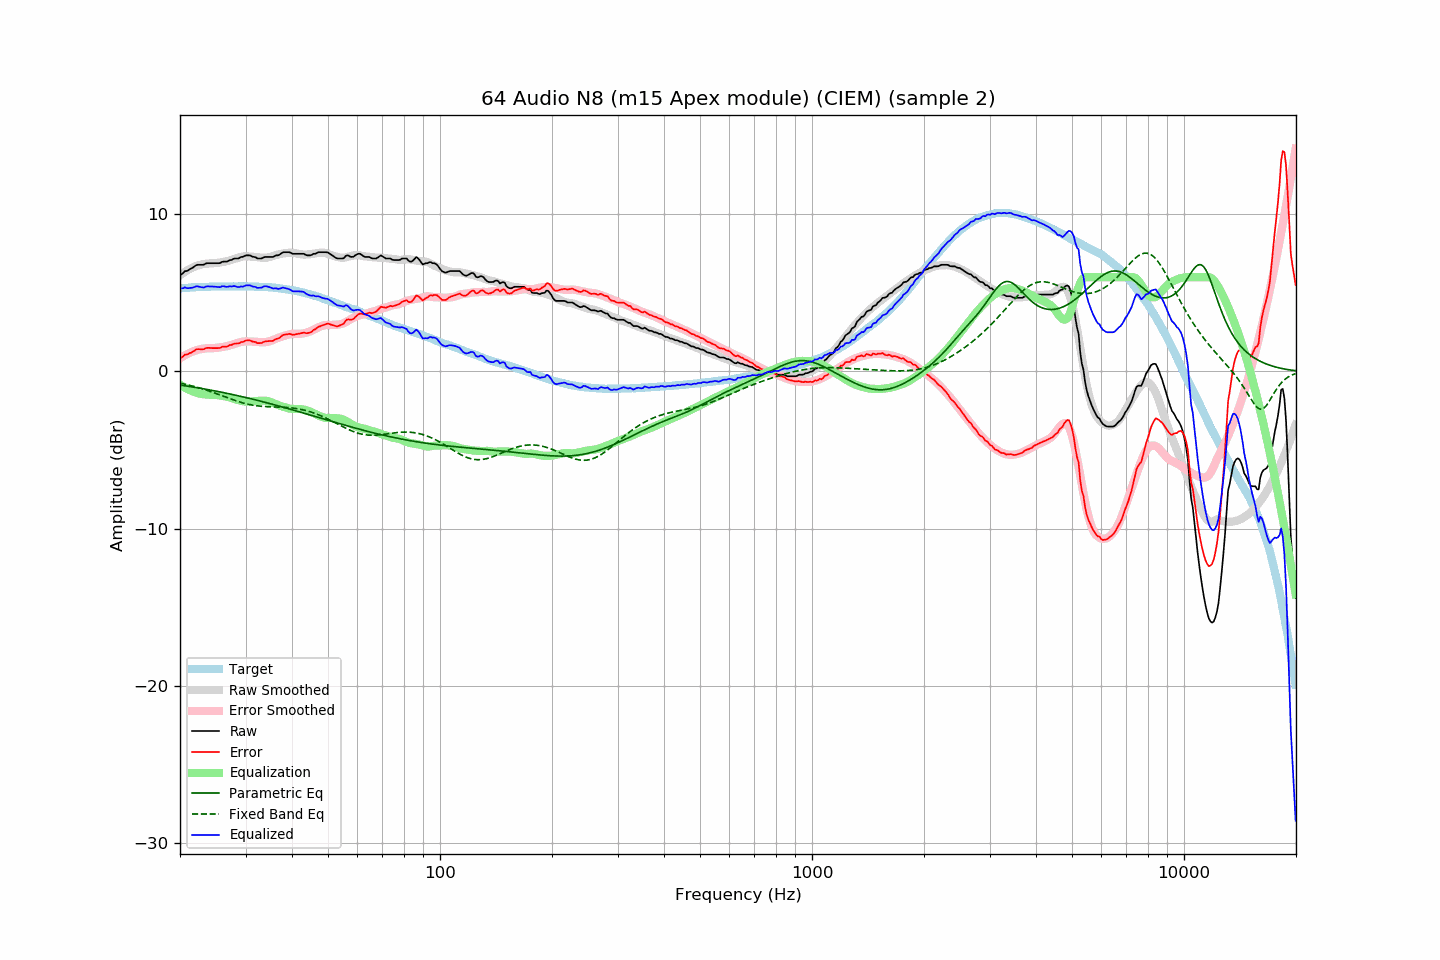 64 Audio N8 (m15 Apex module) (CIEM) (sample 2)
10
0
−10
−20
−30
Amplitude (dBr)
Target
Raw Smoothed
Error Smoothed
Raw
Error
Equalization
Parametric Eq
Fixed Band Eq
Equalized
100
1000
10000
Frequency (Hz)